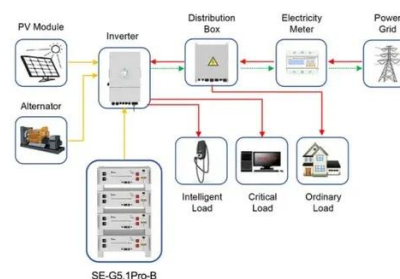 PV Module
Inverter
Distribution
Box
Electricity
Meter
Power
Grid
Alternator
Intelligent
Load
Critical
Load
Ordinary
Load
SE-G5.1Pro-B